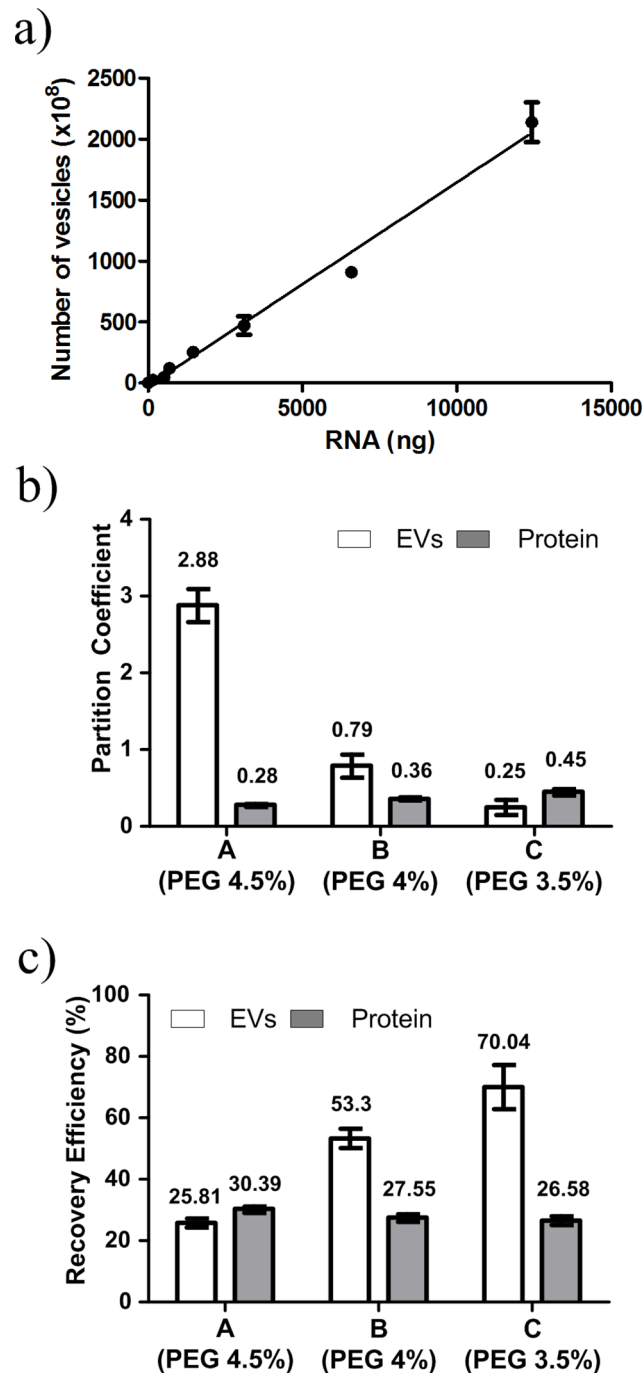 a)
Number of vesicles (x10⁸)
2500
2000
1500
1000
500
0
0 5000 10000 15000
RNA (ng)
b)
Partition Coefficient
4
3
2
1
0
EVs Protein
2.88
0.28
0.79
0.36
0.25
0.45
A B C
(PEG 4.5%) (PEG 4%) (PEG 3.5%)
c)
Recovery Efficiency (%)
100
80
60
40
20
0
EVs Protein
25.81
30.39
53.3
27.55
70.04
26.58
A B C
(PEG 4.5%) (PEG 4%) (PEG 3.5%)